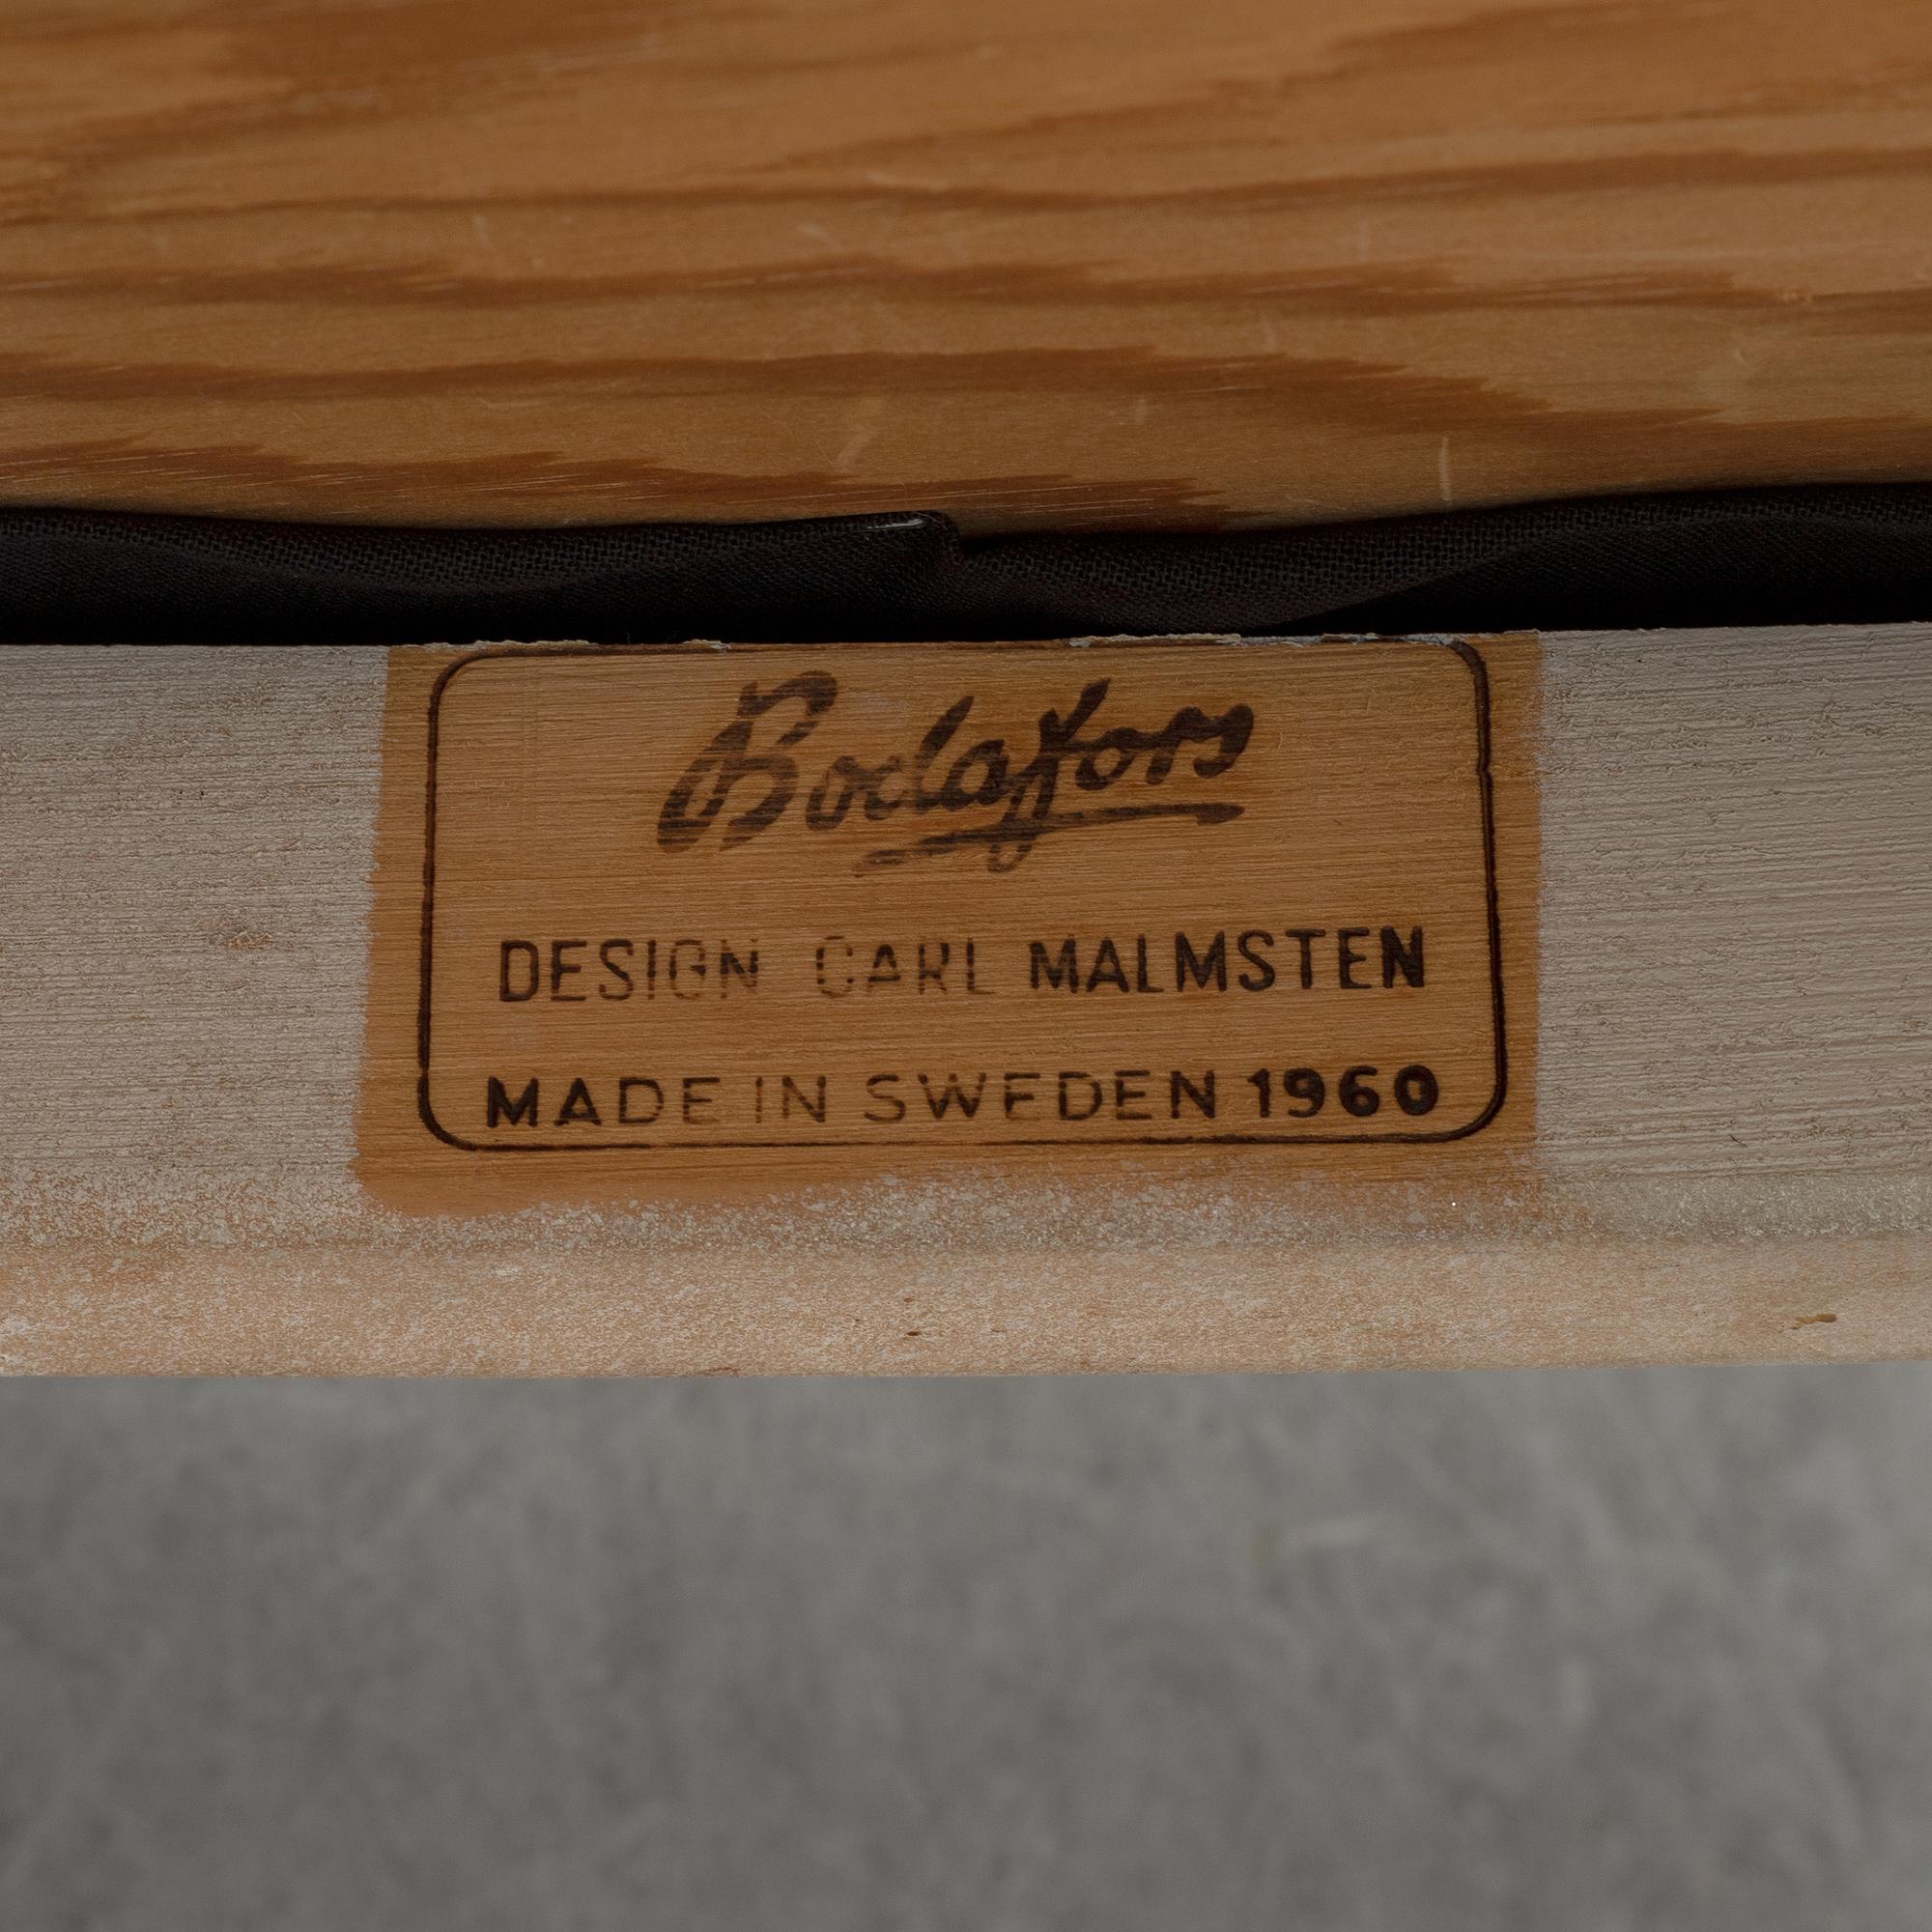 Bodafors
DESIGN CARL MALMSTEN
MADE IN SWEDEN 1960